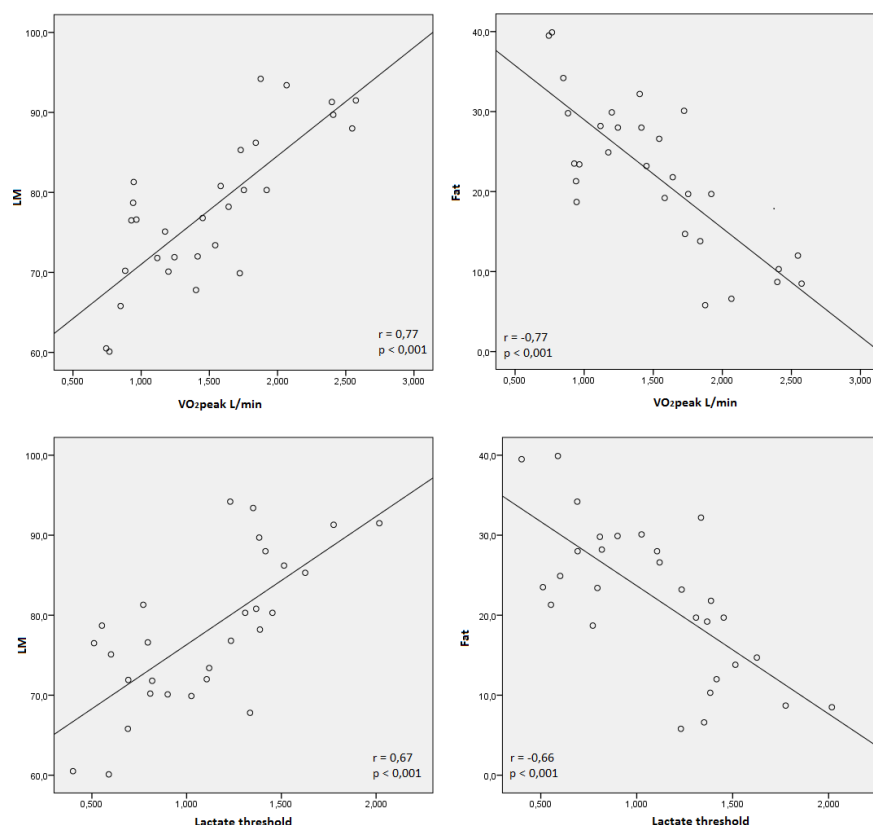 100,0
90,0
80,0
70,0
60,0
LM
r = 0,77
p < 0,001
0,500 1,000 1,500 2,000 2,500 3,000
VO₂peak L/min
40,0
30,0
20,0
10,0
0,0
Fat
r = -0,77
p < 0,001
0,500 1,000 1,500 2,000 2,500 3,000
VO₂peak L/min
100,0
90,0
80,0
70,0
60,0
LM
r = 0,67
p < 0,001
0,500 1,000 1,500 2,000
Lactate threshold
40,0
30,0
20,0
10,0
0,0
Fat
r = -0,66
p < 0,001
0,500 1,000 1,500 2,000
Lactate threshold